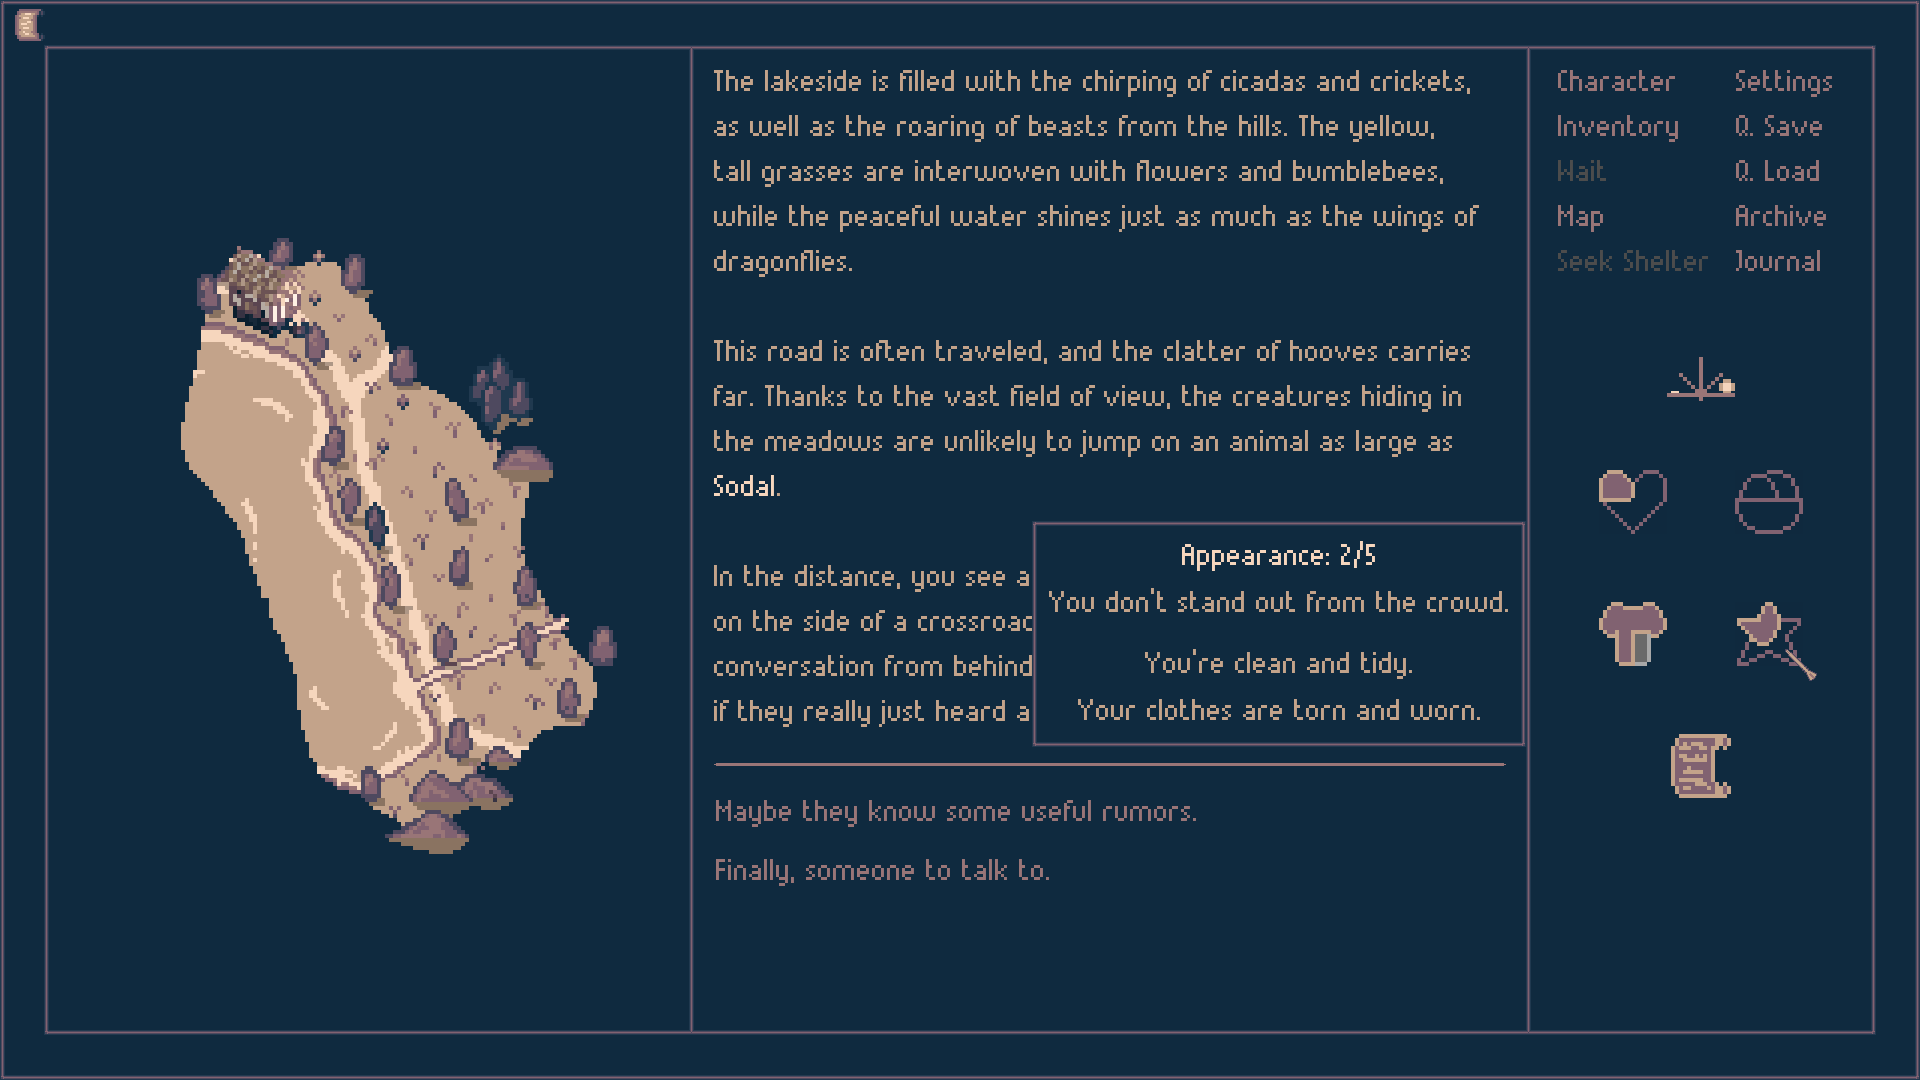 The lakeside is filled with the chirping of cicadas and crickets,
as well as the roaring of beasts from the hills. The yellow,
tall grasses are interwoven with flowers and bumblebees,
while the peaceful water shines just as much as the wings of
dragonflies.
This road is often traveled, and the clatter of hooves carries
far. Thanks to the vast field of view, the creatures hiding in
the meadows are unlikely to jump on an animal as large as
Sodal.
In the distance, you see a
on the side of a crossroad
conversation from behind
if they really just heard a
Appearance: 2/5
You don't stand out from the crowd.
You're clean and tidy.
Your clothes are torn and worn.
Maybe they know some useful rumors.
Finally, someone to talk to.
Character
Settings
Inventory
Q. Save
Wait
Q. Load
Map
Archive
Seek Shelter
Journal